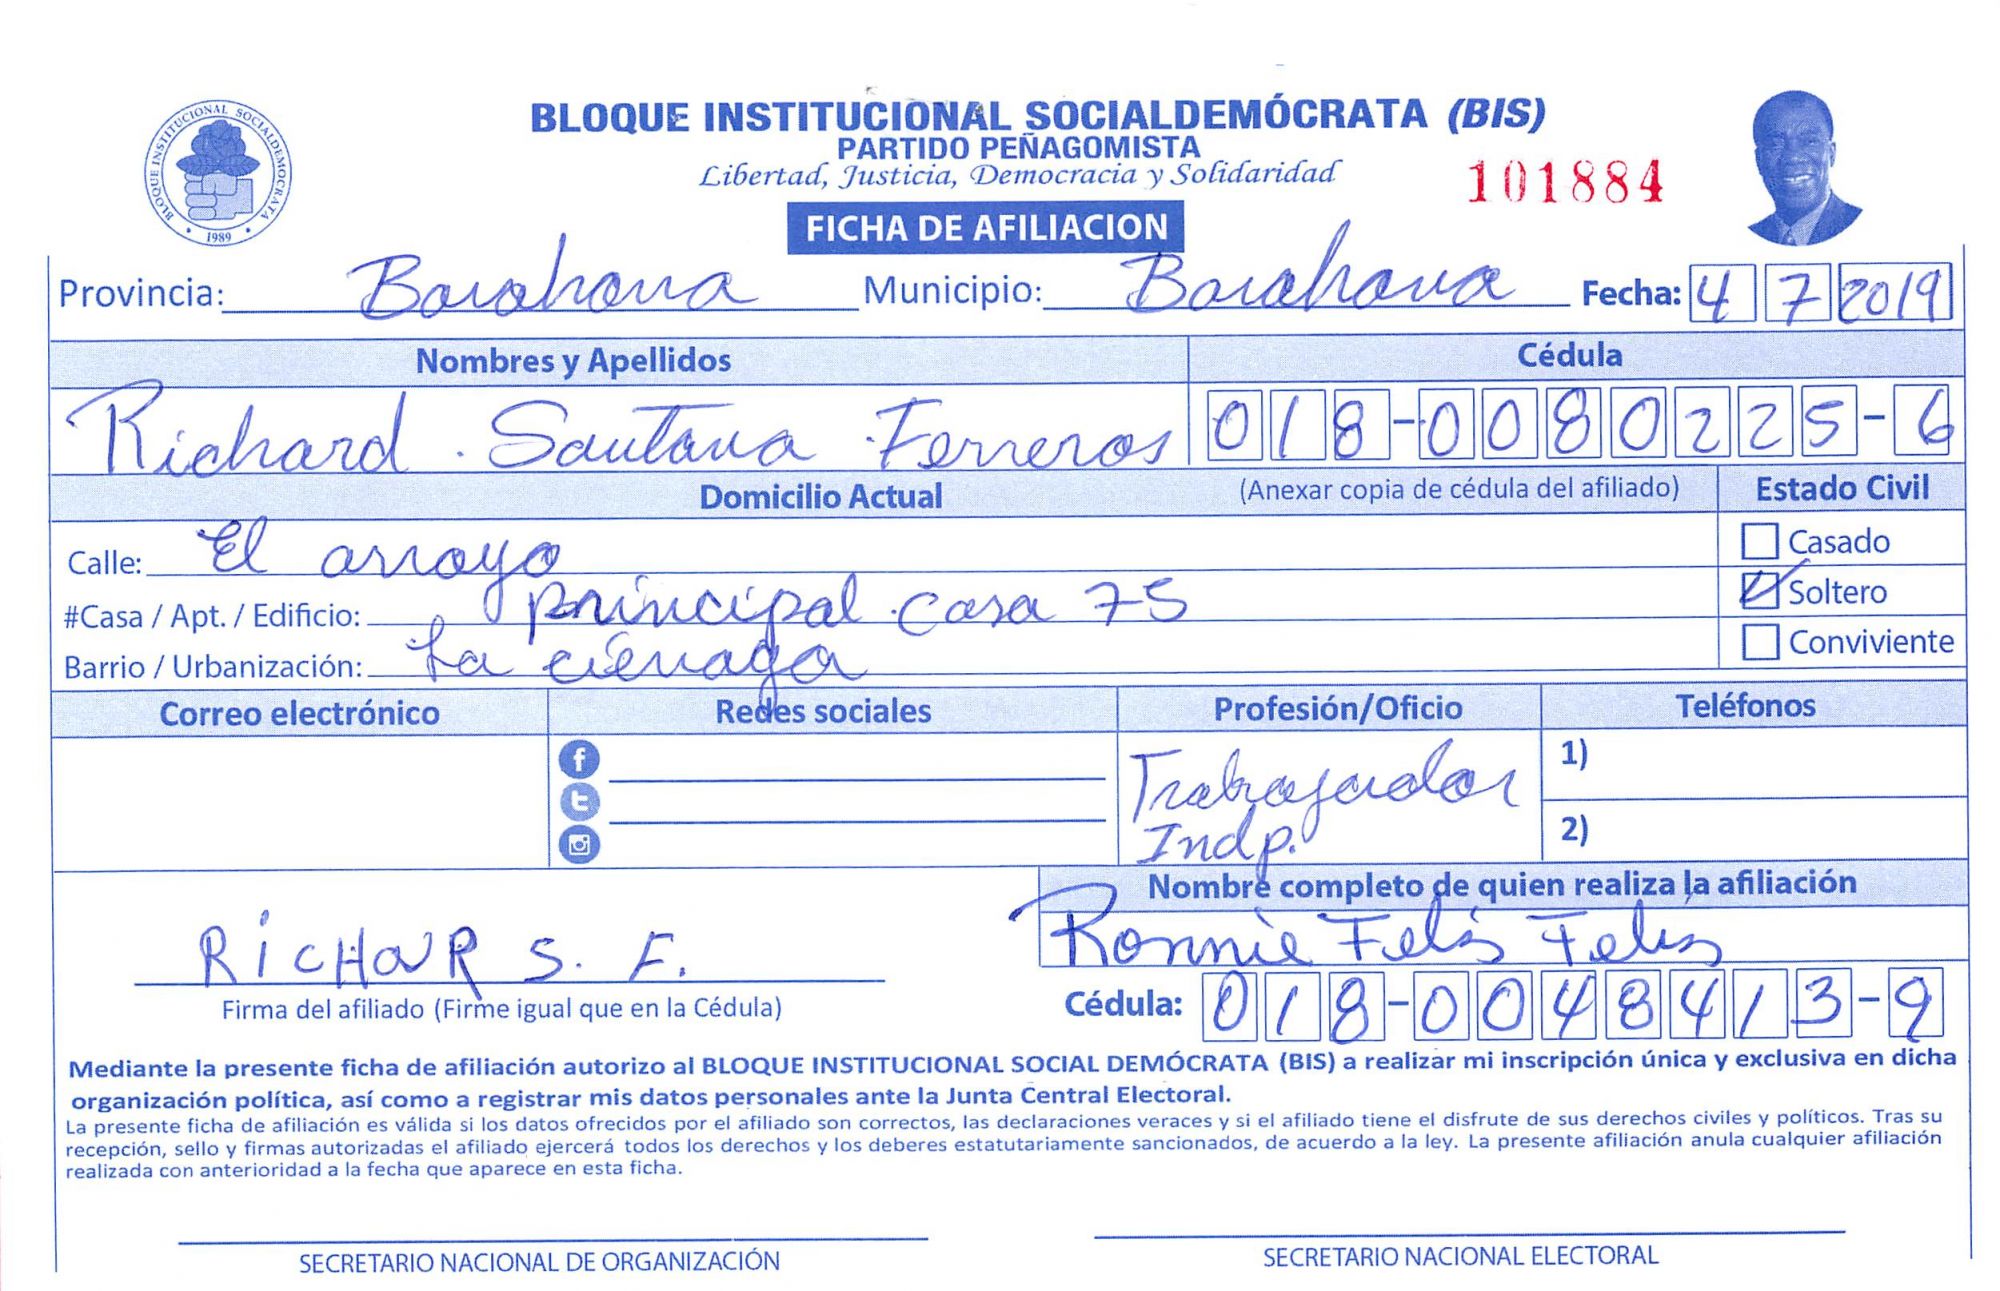 BLOQUE INSTITUCIONAL SOCIALDEMÓCRATA (BIS)
PARTIDO PEÑAGOMISTA
Libertad, Justicia, Democracia y Solidaridad
101884
BLOQUE INSTITUCIONAL SOCIALDEMOCRATA
1989
FICHA DE AFILIACION
Provincia: Barahona Municipio: Barahona Fecha: 4 7 2019
Nombres y Apellidos Cédula
Richard Santana Ferreros 018-0080225-6
Domicilio Actual (Anexar copia de cédula del afiliado) Estado Civil
Calle: El arroyo Casado
#Casa / Apt. / Edificio: principal casa 75 Soltero
Barrio / Urbanización: La ciénaga Conviviente
Correo electrónico Redes sociales Profesión/Oficio Teléfonos
Trabajador 1)
Indp. 2)
Nombre completo de quien realiza la afiliación
Ronnie Felis Felis
RicHaR S. F.
Firma del afiliado (Firme igual que en la Cédula) Cédula: 018-0048413-9
Mediante la presente ficha de afiliación autorizo al BLOQUE INSTITUCIONAL SOCIAL DEMÓCRATA (BIS) a realizar mi inscripción única y exclusiva en dicha
organización política, así como a registrar mis datos personales ante la Junta Central Electoral.
La presente ficha de afiliación es válida si los datos ofrecidos por el afiliado son correctos, las declaraciones veraces y si el afiliado tiene el disfrute de sus derechos civiles y políticos. Tras su
recepción, sello y firmas autorizadas el afiliado ejercerá todos los derechos y los deberes estatutariamente sancionados, de acuerdo a la ley. La presente afiliación anula cualquier afiliación
realizada con anterioridad a la fecha que aparece en esta ficha.
SECRETARIO NACIONAL DE ORGANIZACIÓN SECRETARIO NACIONAL ELECTORAL